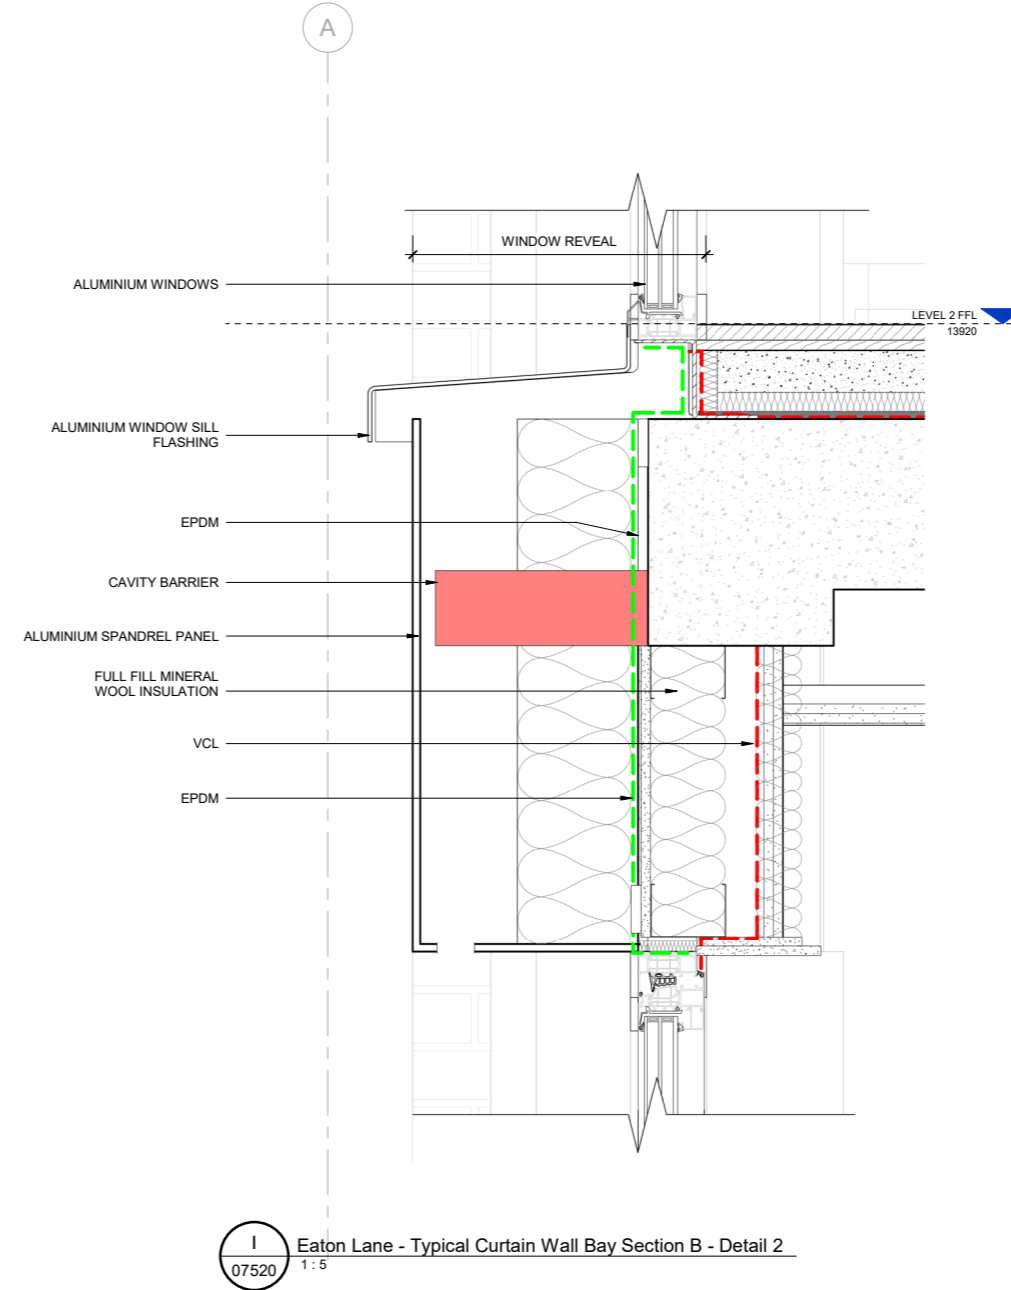 A
WINDOW REVEAL
ALUMINIUM WINDOWS
LEVEL 2 FFL
13920
ALUMINIUM WINDOW SILL
FLASHING
EPDM
CAVITY BARRIER
ALUMINIUM SPANDREL PANEL
FULL FILL MINERAL
WOOL INSULATION
VCL
EPDM
I
07520
Eaton Lane - Typical Curtain Wall Bay Section B - Detail 2
1 : 5